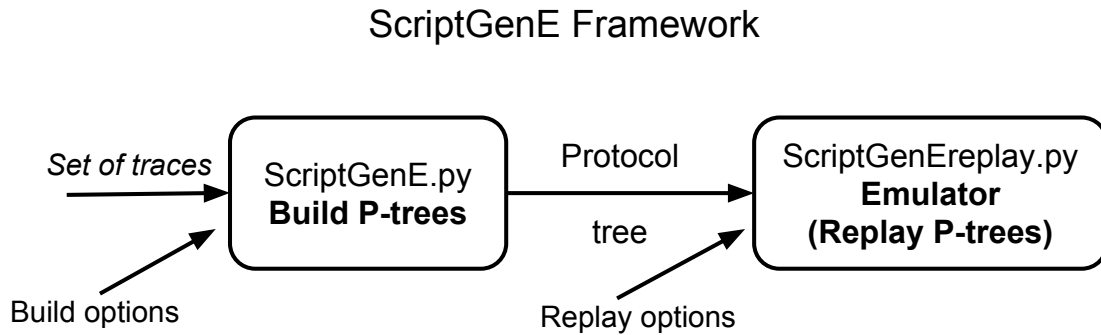 ScriptGenE Framework
Set of traces
ScriptGenE.py
Build P-trees
Build options
Protocol
tree
ScriptGenEreplay.py
Emulator
(Replay P-trees)
Replay options